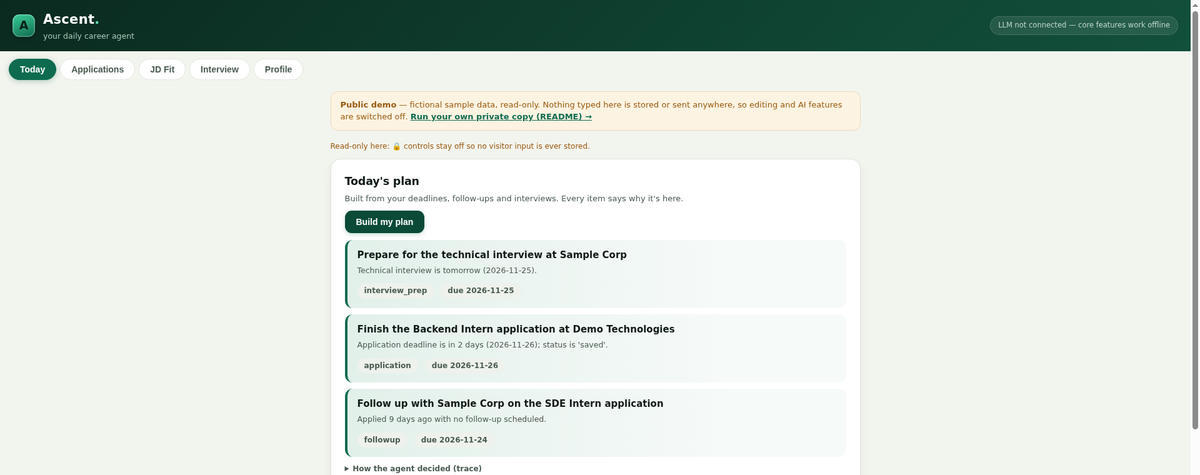 A
Ascent.
your daily career agent
LLM not connected — core features work offline
Today
Applications
JD Fit
Interview
Profile
Public demo — fictional sample data, read-only. Nothing typed here is stored or sent anywhere, so editing and AI features
are switched off. Run your own private copy (README) →
Read-only here: 🔒 controls stay off so no visitor input is ever stored.
Today's plan
Built from your deadlines, follow-ups and interviews. Every item says why it's here.
Build my plan
Prepare for the technical interview at Sample Corp
Technical interview is tomorrow (2026-11-25).
interview_prep due 2026-11-25
Finish the Backend Intern application at Demo Technologies
Application deadline is in 2 days (2026-11-26); status is 'saved'.
application due 2026-11-26
Follow up with Sample Corp on the SDE Intern application
Applied 9 days ago with no follow-up scheduled.
followup due 2026-11-24
▶ How the agent decided (trace)